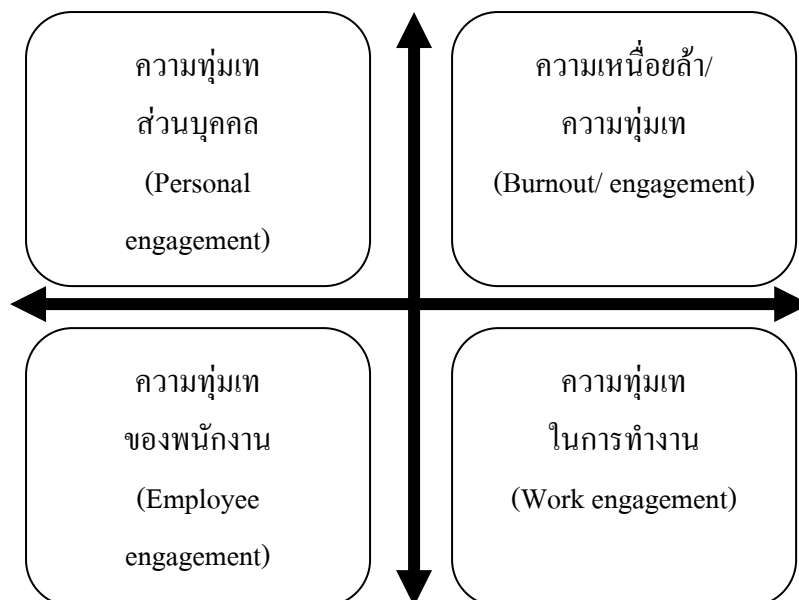 ความทุ่มเท
ส่วนบุคคล
(Personal
engagement)
ความเหนื่อยล้า/
ความทุ่มเท
(Burnout/ engagement)
ความทุ่มเท
ของพนักงาน
(Employee
engagement)
ความทุ่มเท
ในการทำงาน
(Work engagement)